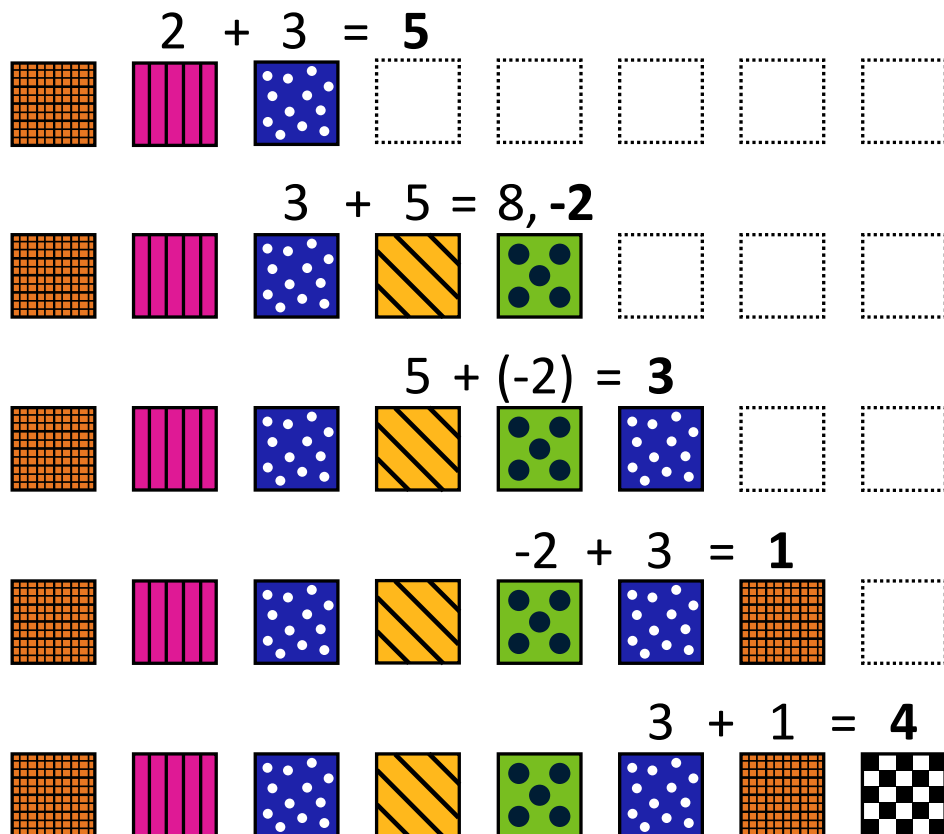 2 + 3 = 5
3 + 5 = 8, -2
5 + (-2) = 3
-2 + 3 = 1
3 + 1 = 4